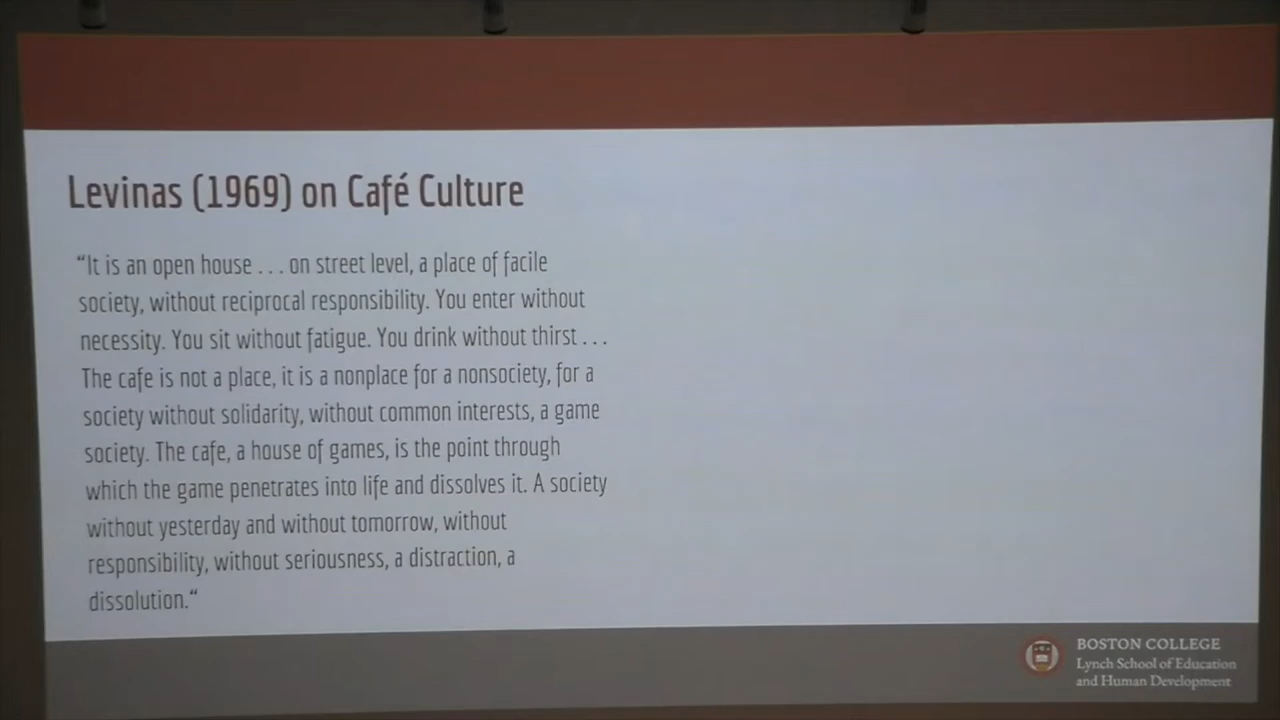 Levinas (1969) on Café Culture
“It is an open house . . . on street level, a place of facile
society, without reciprocal responsibility. You enter without
necessity. You sit without fatigue. You drink without thirst . . .
The cafe is not a place, it is a nonplace for a nonsociety, for a
society without solidarity, without common interests, a game
society. The cafe, a house of games, is the point through
which the game penetrates into life and dissolves it. A society
without yesterday and without tomorrow, without
responsibility, without seriousness, a distraction, a
dissolution.“
BOSTON COLLEGE
Lynch School of Education
and Human Development